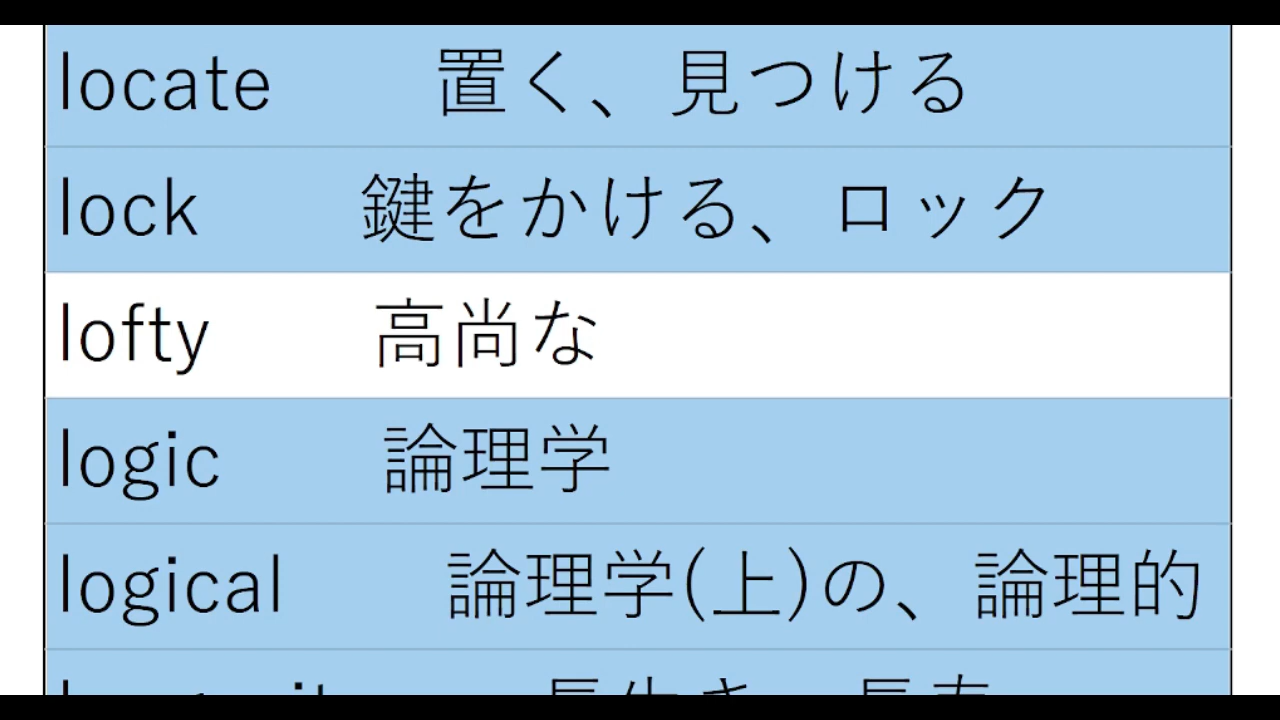 locate 置く、見つける
lock 鍵をかける、ロック
lofty 高尚な
logic 論理学
logical 論理学(上)の、論理的